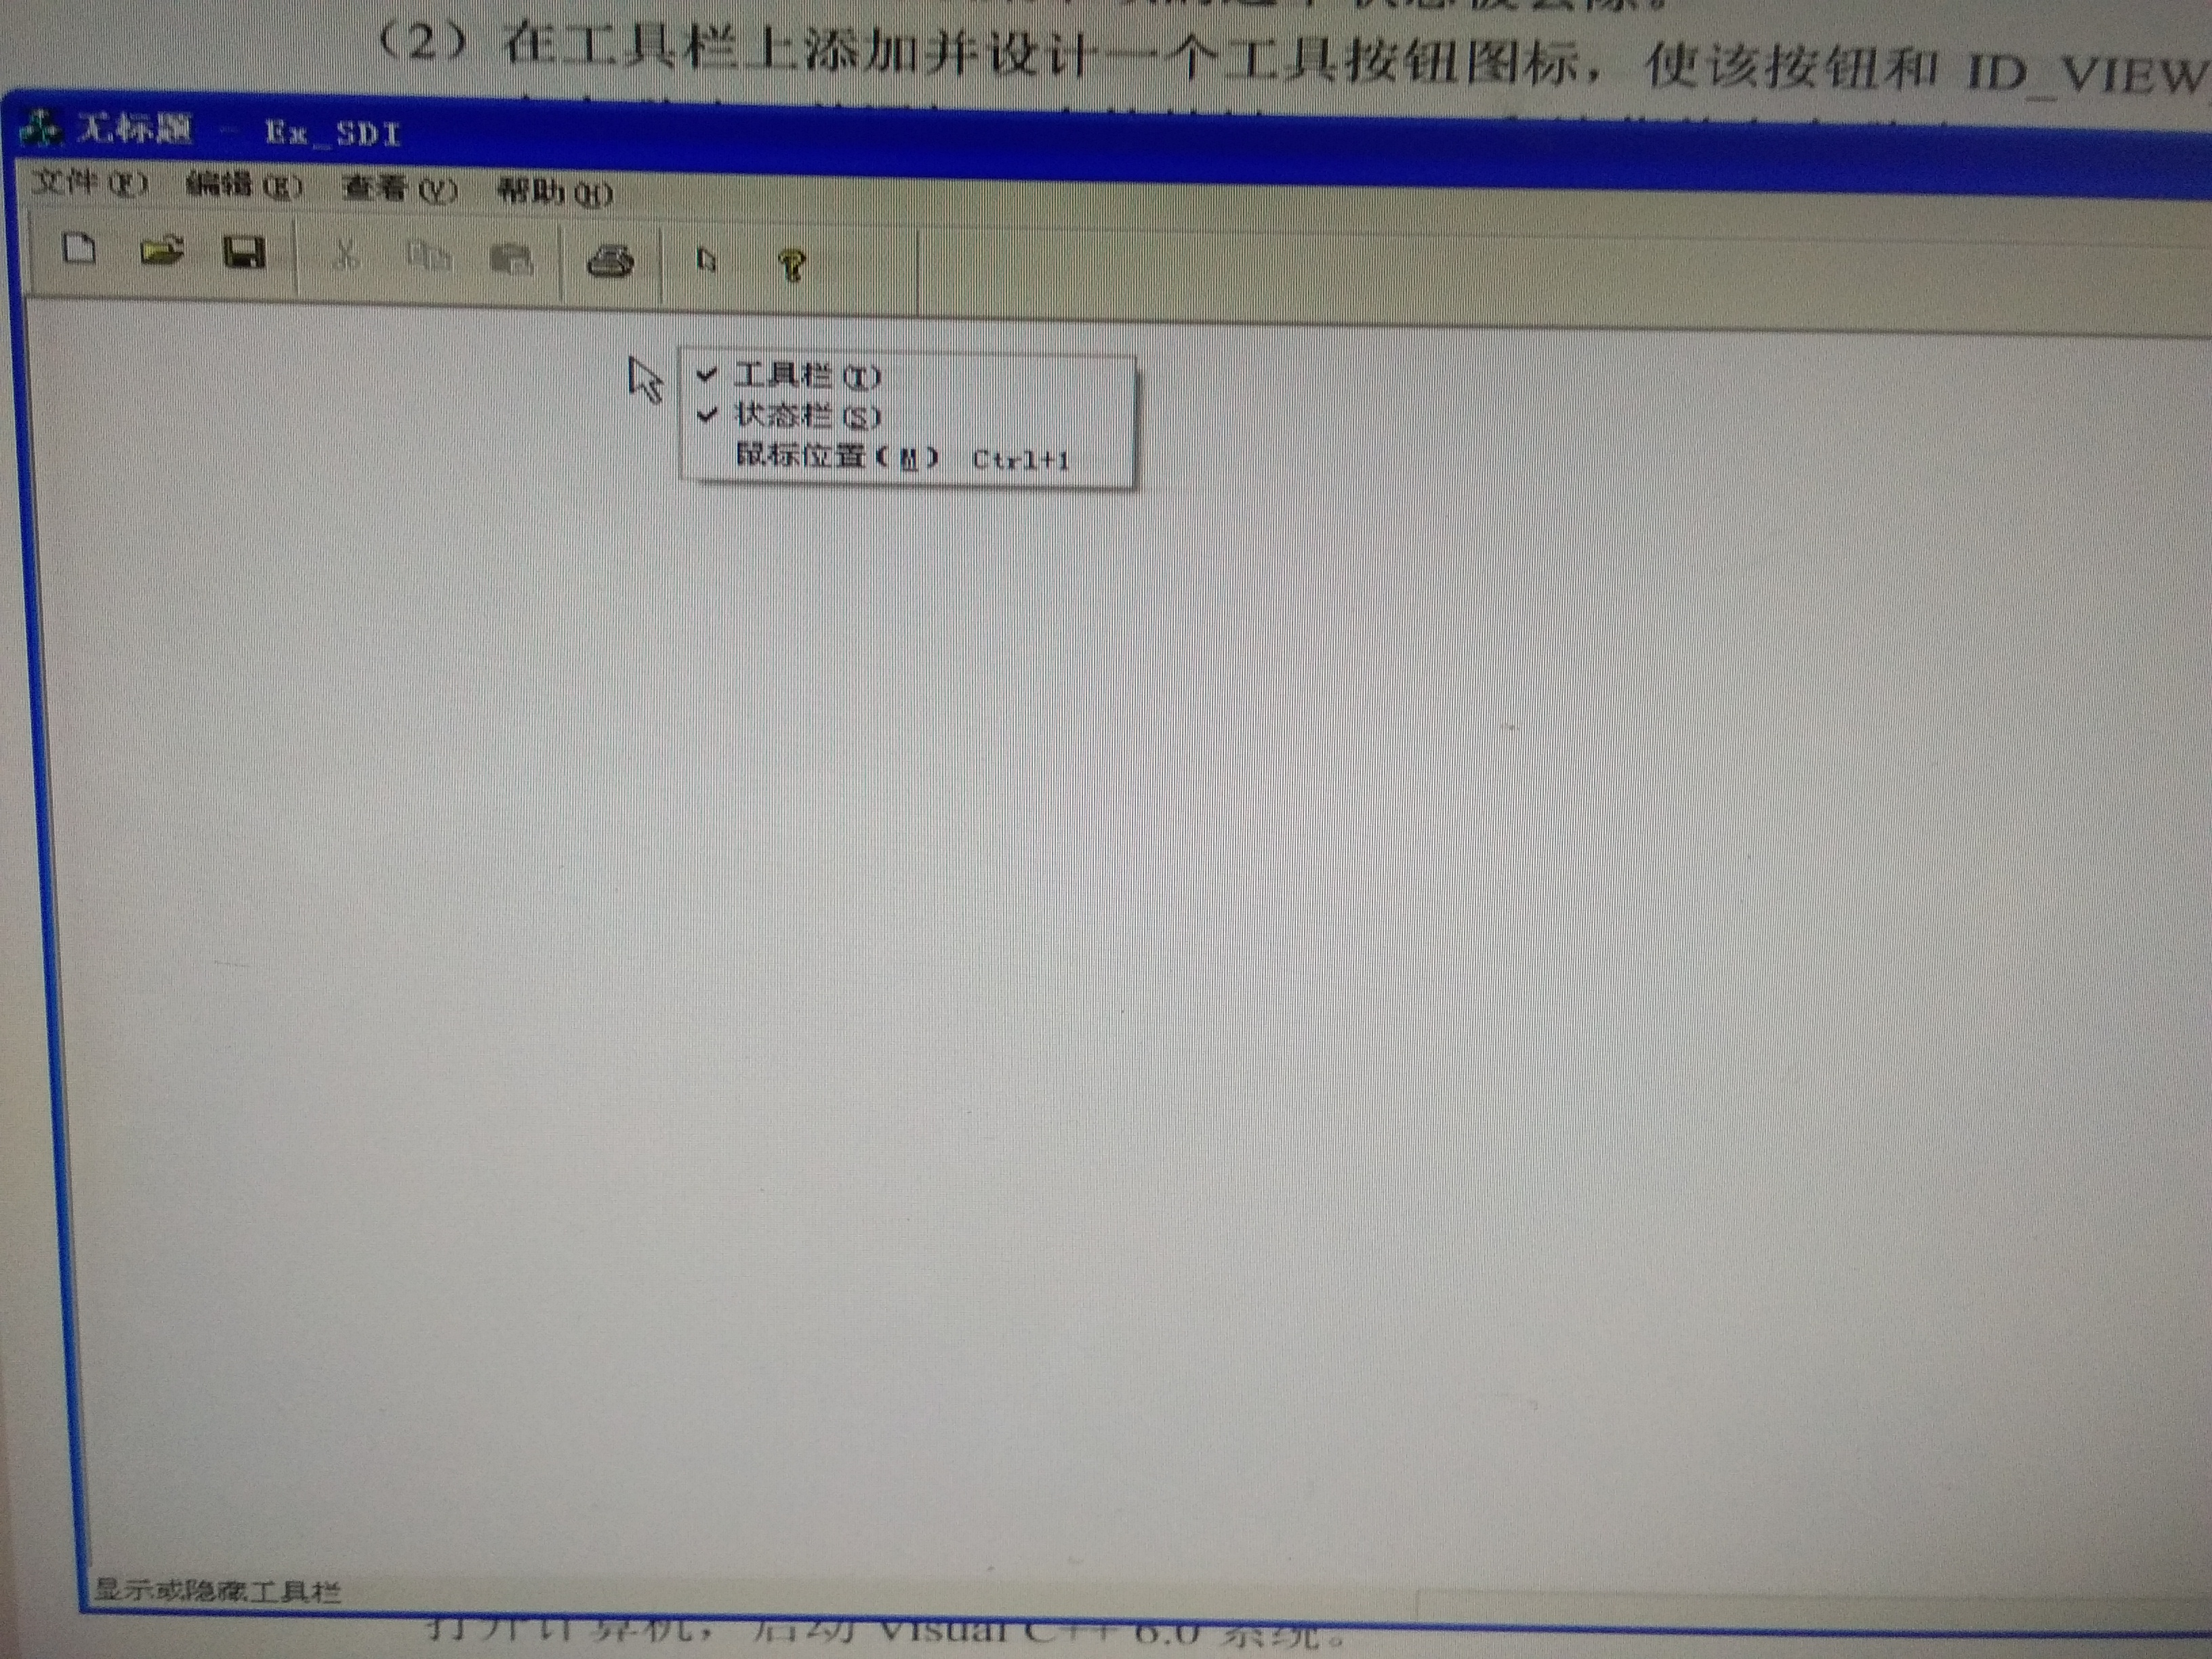 （2）在工具栏上添加并设计一个工具按钮图标，使该按钮和 ID_VIEW
无标题 - Ex_SDI
文件(F) 编辑(E) 查看(V) 帮助(H)
工具栏(T)
状态栏(S)
鼠标位置(M) Ctrl+1
显示或隐藏工具栏
打开计算机，启动 Visual C++ 6.0 系统。